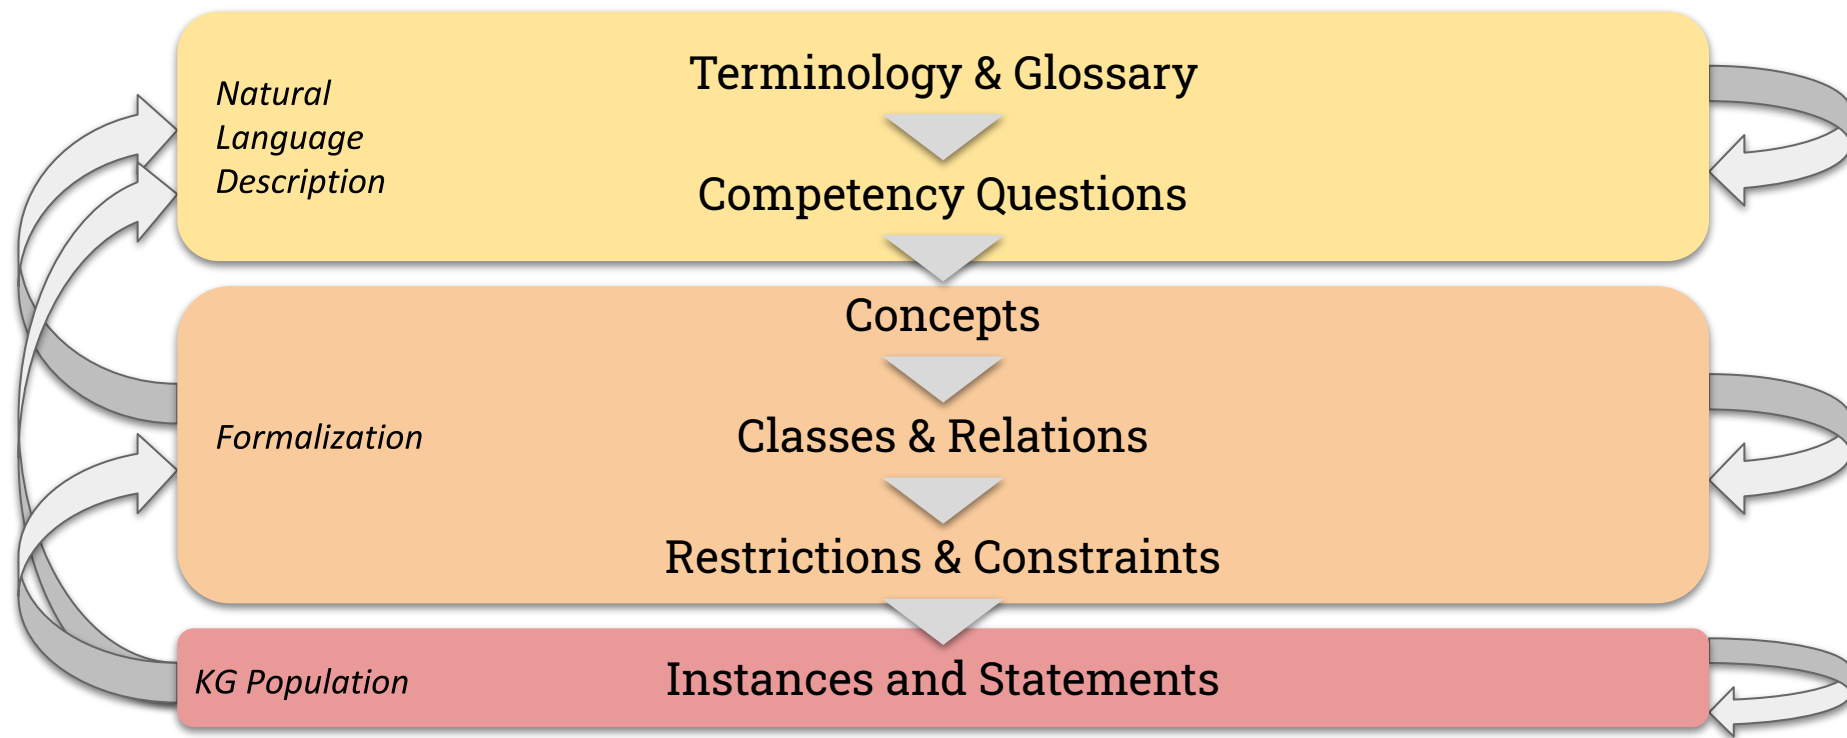 Terminology & Glossary
Natural
Language
Description
Competency Questions
Concepts
Formalization
Classes & Relations
Restrictions & Constraints
KG Population
Instances and Statements